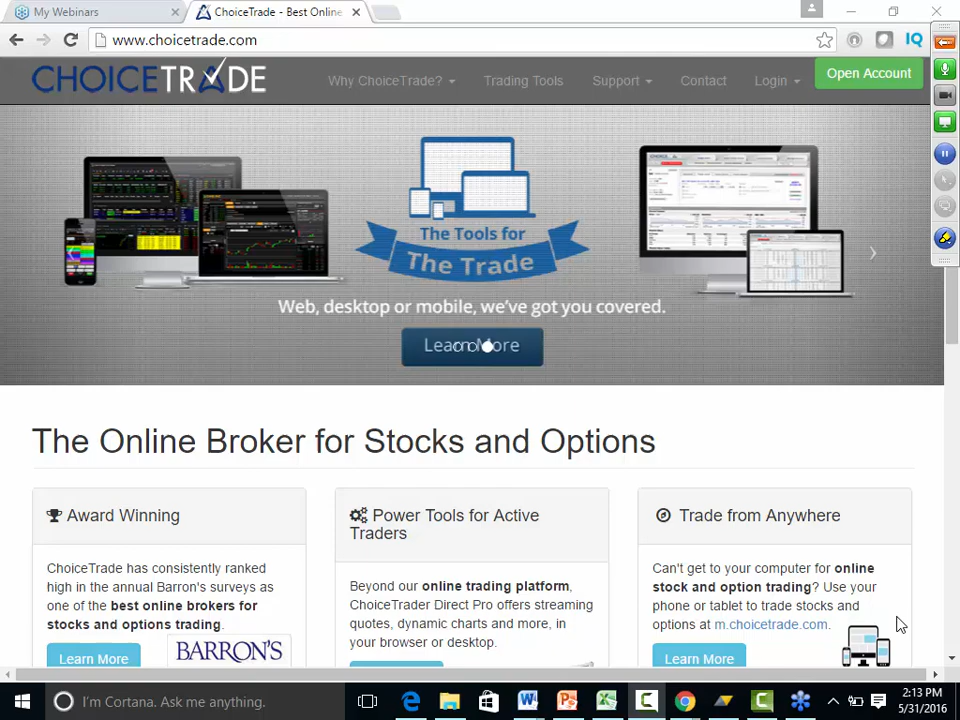 My Webinars
ChoiceTrade - Best Online
www.choicetrade.com
IQ
CHOICETRADE
Why ChoiceTrade?
Trading Tools
Support
Contact
Login
Open Account
The Tools for
The Trade
Web, desktop or mobile, we've got you covered.
Learn More
The Online Broker for Stocks and Options
Award Winning
ChoiceTrade has consistently ranked
high in the annual Barron's surveys as
one of the best online brokers for
stocks and options trading.
Learn More
BARRON'S
Power Tools for Active
Traders
Beyond our online trading platform,
ChoiceTrader Direct Pro offers streaming
quotes, dynamic charts and more, in
your browser or desktop.
Trade from Anywhere
Can't get to your computer for online
stock and option trading? Use your
phone or tablet to trade stocks and
options at m.choicetrade.com.
Learn More
I'm Cortana. Ask me anything.
2:13 PM
5/31/2016